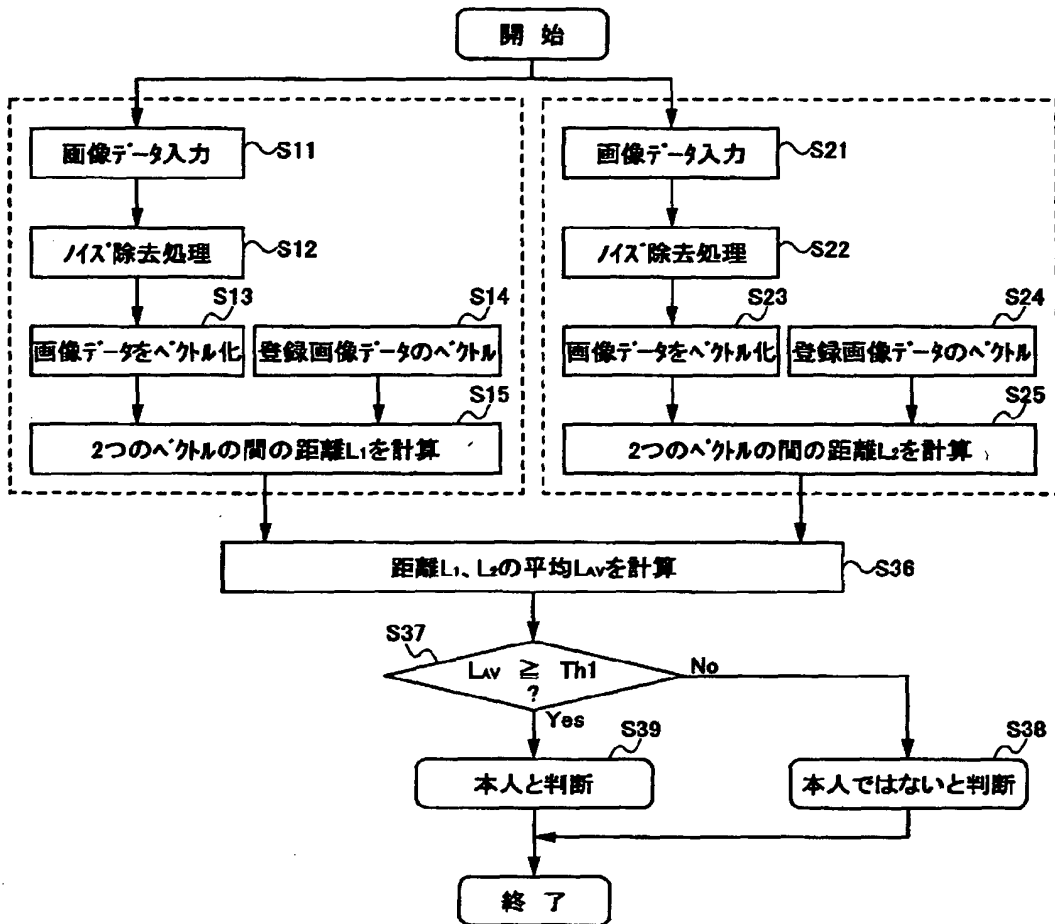 開 始
画像データ入力
S11
ノイズ除去処理
S12
S13
S14
画像データをベクトル化
登録画像データのベクトル
S15
2つのベクトルの間の距離L₁を計算
画像データ入力
S21
ノイズ除去処理
S22
S23
S24
画像データをベクトル化
登録画像データのベクトル
S25
2つのベクトルの間の距離L₂を計算
距離L₁、L₂の平均LAVを計算
S36
S37
LAV ≧ Th1
?
No
Yes
S39
S38
本人と判断
本人ではないと判断
終 了